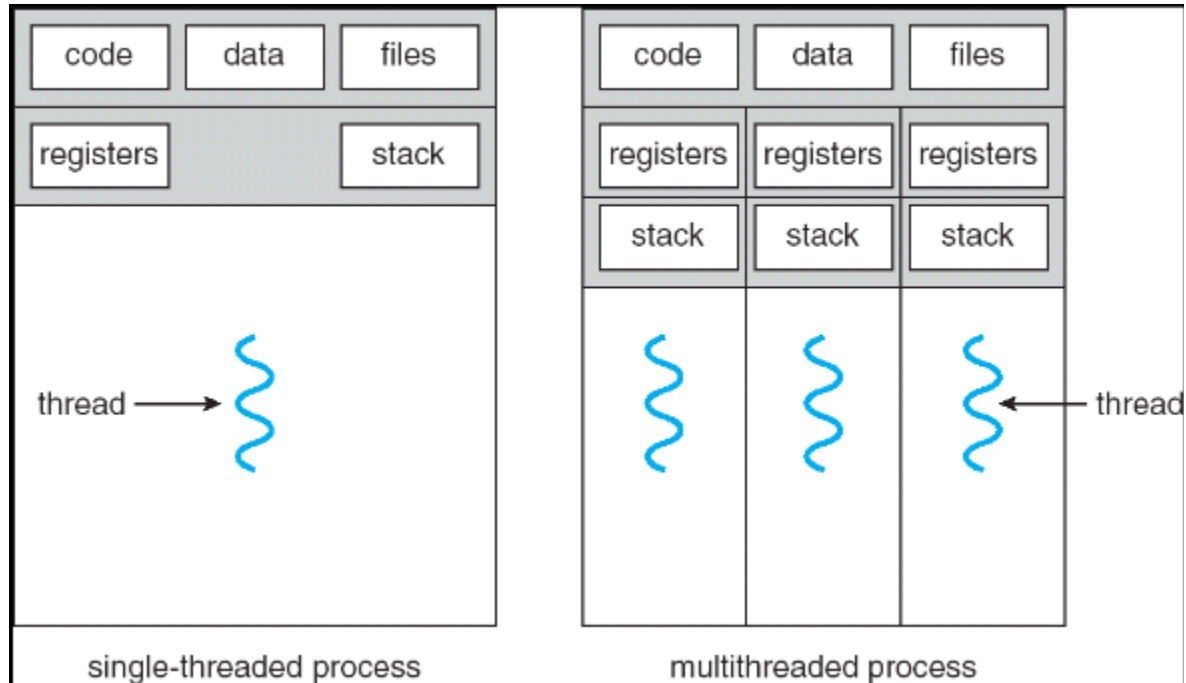 code data files code data files
registers stack registers registers registers
stack stack stack
thread thread
single-threaded process multithreaded process